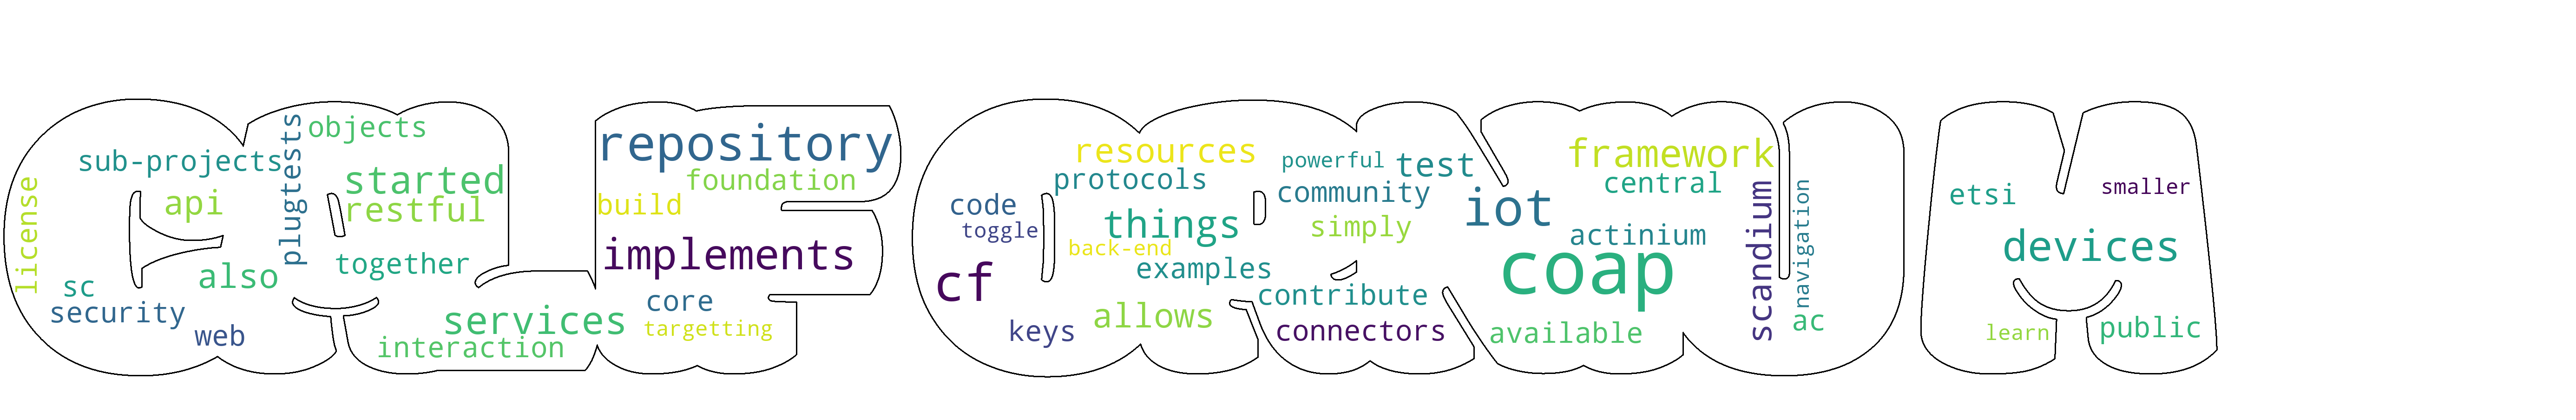 license
sub-projects
api
sc
security
also
web
plugtests
objects
started
restful
together
services
interaction
repository
foundation
build
implements
core
targetting
code
toggle
cf
keys
resources
protocols
things
back-end
examples
allows
powerful
test
community
simply
contribute
connectors
iot
framework
central
actinium
coap
available
scandium
navigation
ac
etsi
smaller
devices
learn
public